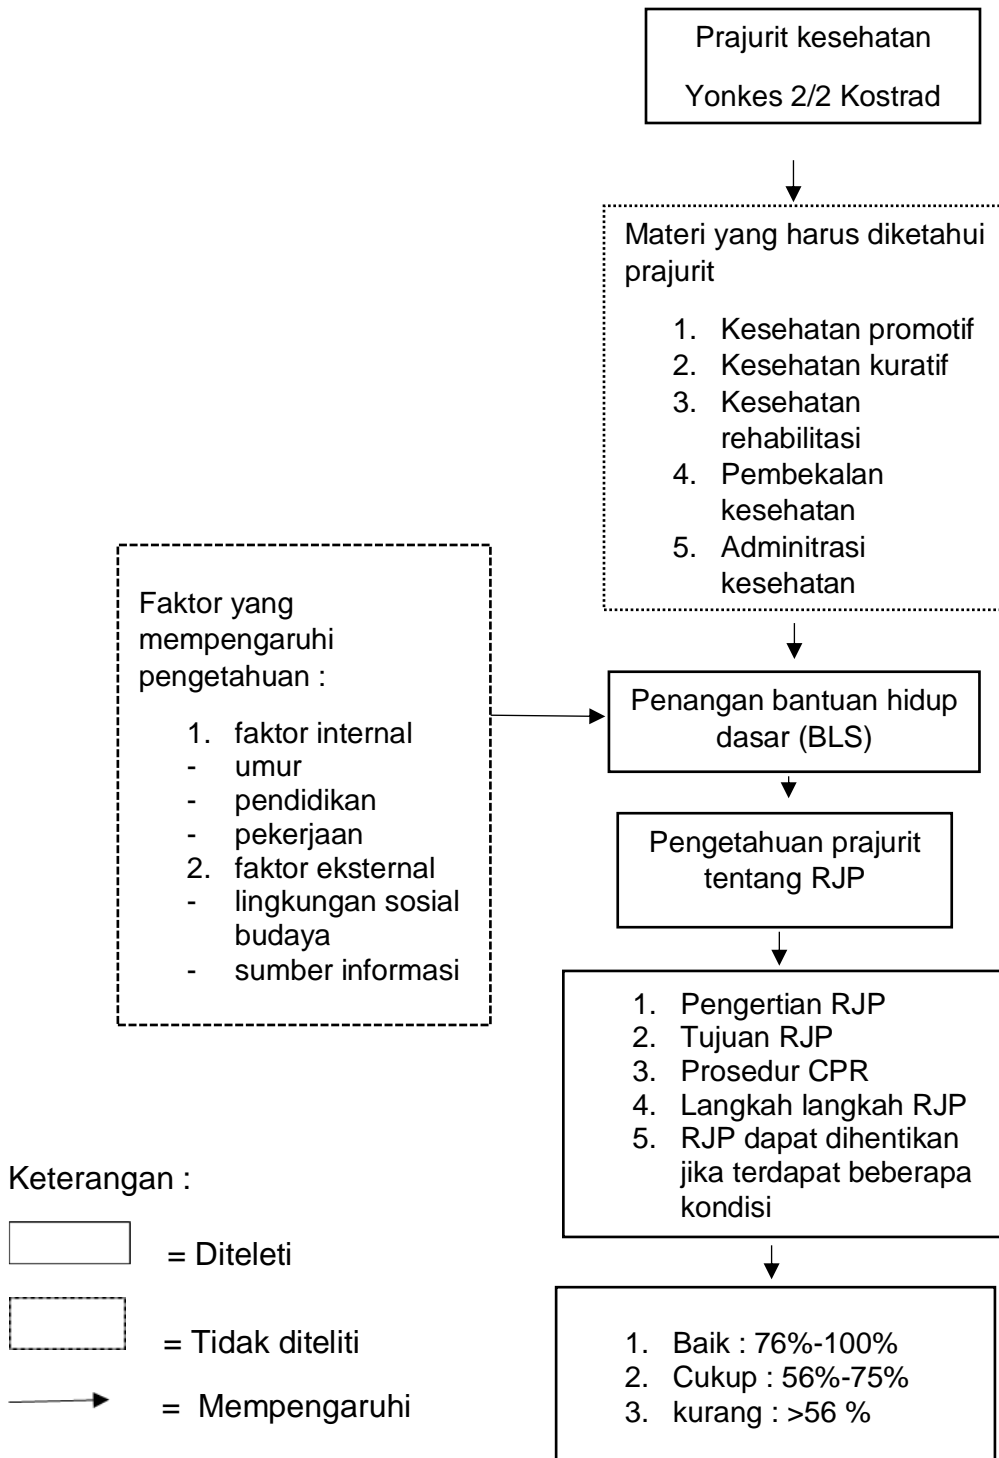 Prajurit kesehatan
Yonkes 2/2 Kostrad
Materi yang harus diketahui
prajurit
1. Kesehatan promotif
2. Kesehatan kuratif
3. Kesehatan
rehabilitasi
4. Pembekalan
kesehatan
5. Adminitrasi
kesehatan
Faktor yang
mempengaruhi
pengetahuan :
1. faktor internal
- umur
- pendidikan
- pekerjaan
2. faktor eksternal
- lingkungan sosial
budaya
- sumber informasi
Penangan bantuan hidup
dasar (BLS)
Pengetahuan prajurit
tentang RJP
1. Pengertian RJP
2. Tujuan RJP
3. Prosedur CPR
4. Langkah langkah RJP
5. RJP dapat dihentikan
jika terdapat beberapa
kondisi
Keterangan :
= Diteleti
= Tidak diteliti
= Mempengaruhi
1. Baik : 76%-100%
2. Cukup : 56%-75%
3. kurang : >56 %